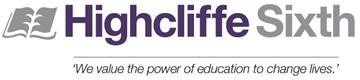 Highcliffe Sixth
'We value the power of education to change lives.'